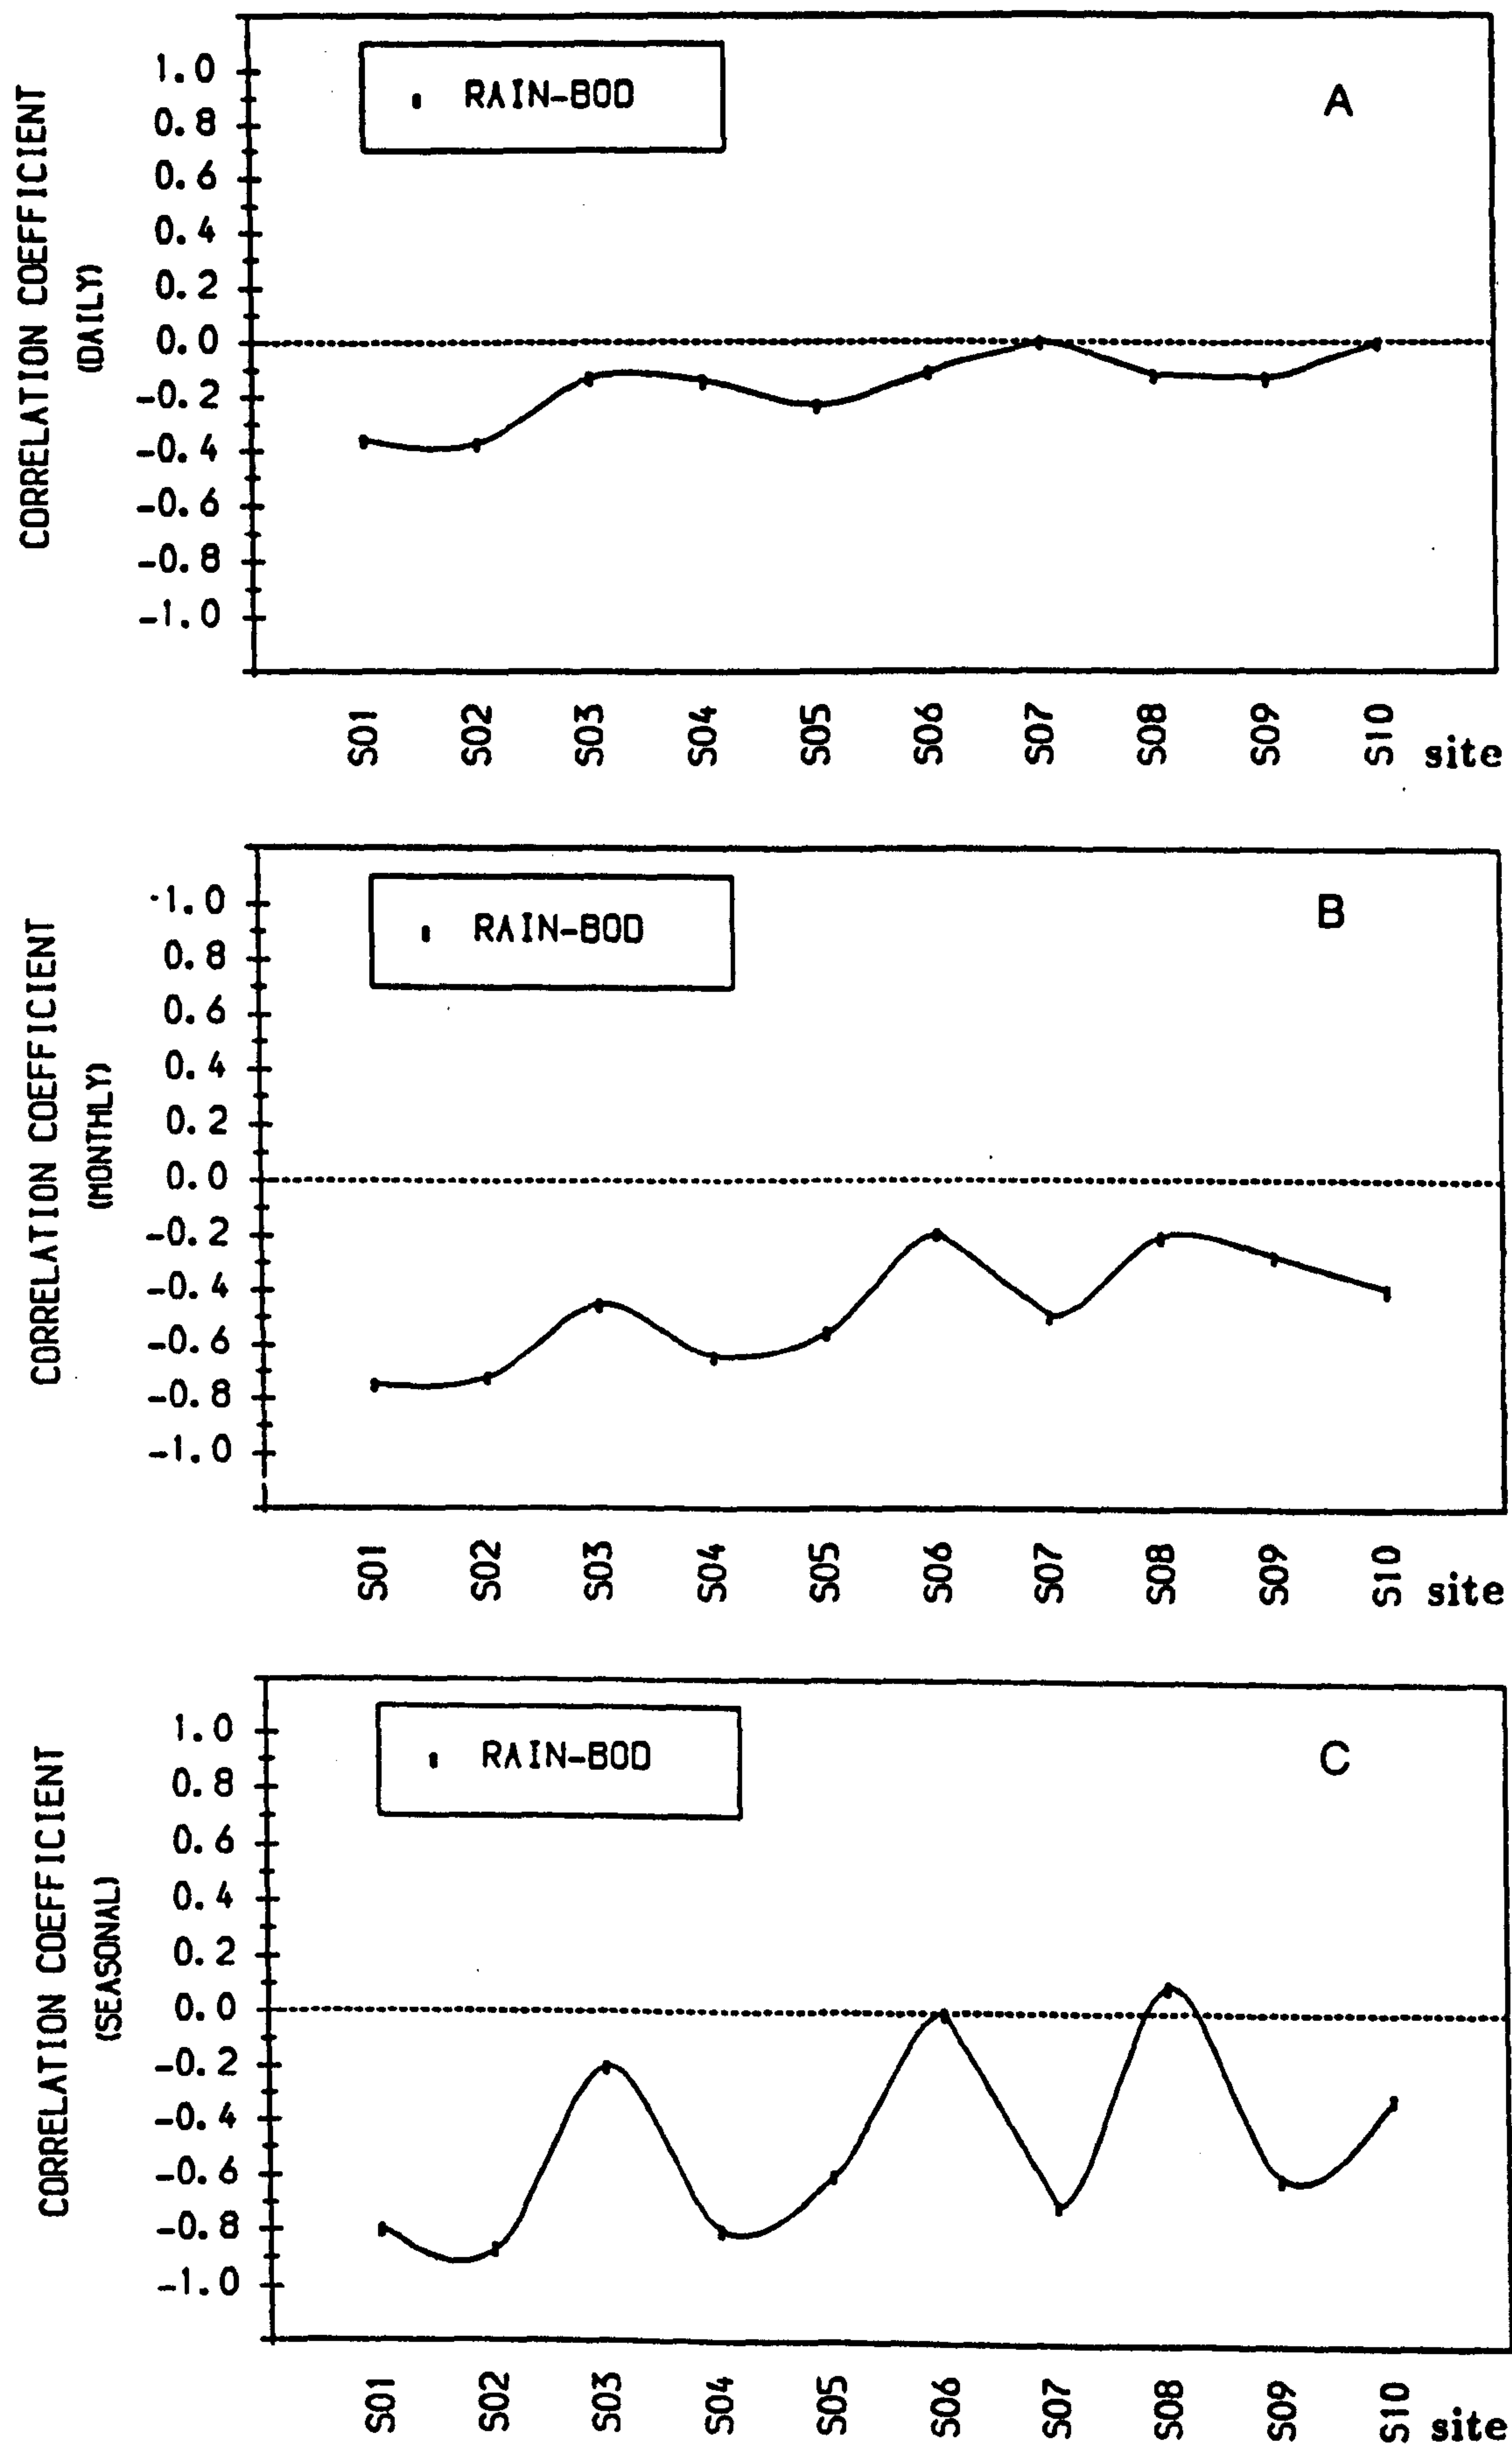 CORRELATION COEFFICIENT
(DAILY)
1.0
0.8
0.6
0.4
0.2
0.0
-0.2
-0.4
-0.6
-0.8
-1.0
RAIN-BOD
A
S01 S02 S03 S04 S05 S06 S07 S08 S09 S10 site
CORRELATION COEFFICIENT
(MONTHLY)
1.0
0.8
0.6
0.4
0.2
0.0
-0.2
-0.4
-0.6
-0.8
-1.0
RAIN-BOD
B
S01 S02 S03 S04 S05 S06 S07 S08 S09 S10 site
CORRELATION COEFFICIENT
(SEASONAL)
1.0
0.8
0.6
0.4
0.2
0.0
-0.2
-0.4
-0.6
-0.8
-1.0
RAIN-BOD
C
S01 S02 S03 S04 S05 S06 S07 S08 S09 S10 site